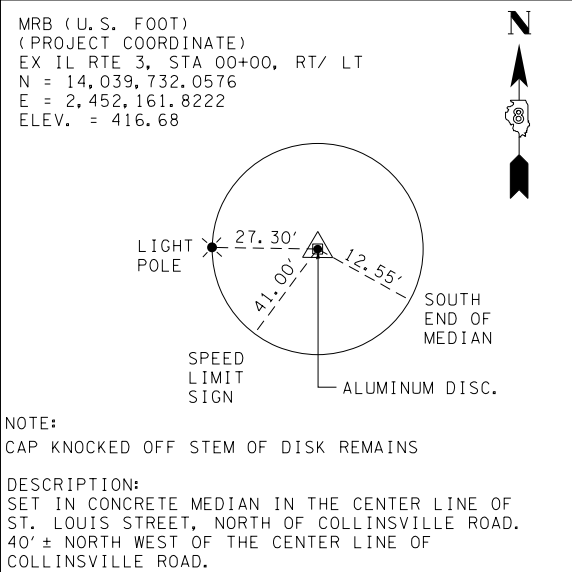 MRB (U.S. FOOT)
(PROJECT COORDINATE)
EX IL RTE 3, STA 00+00, RT/ LT
N = 14,039,732.0576
E = 2,452,161.8222
ELEV. = 416.68
N
8
LIGHT
POLE
27.30'
41.00'
12.55'
SOUTH
END OF
MEDIAN
SPEED
LIMIT
SIGN
ALUMINUM DISC.
NOTE:
CAP KNOCKED OFF STEM OF DISK REMAINS
DESCRIPTION:
SET IN CONCRETE MEDIAN IN THE CENTER LINE OF
ST. LOUIS STREET, NORTH OF COLLINSVILLE ROAD.
40'± NORTH WEST OF THE CENTER LINE OF
COLLINSVILLE ROAD.